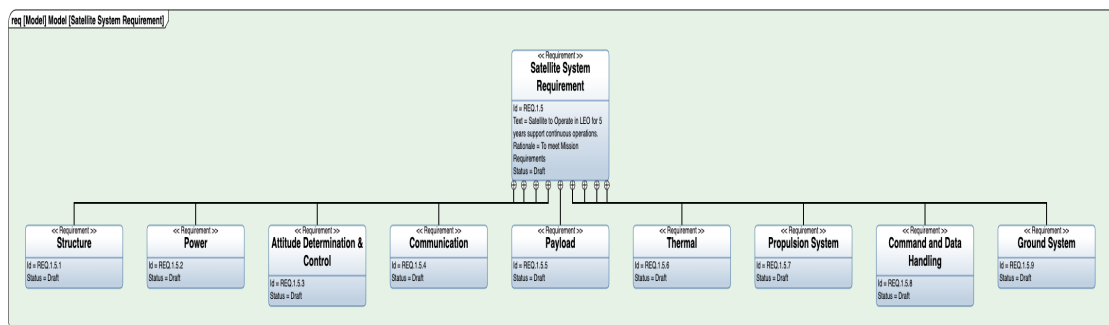 req [Model] Model [Satellite System Requirement]
<< Requirement >>
Satellite System
Requirement
Id = REQ.1.5
Text = Satellite to Operate in LEO for 5
years support continuous operations.
Rationale = To meet Mission
Requirements
Status = Draft
<< Requirement >>
Structure
Id = REQ.1.5.1
Status = Draft
<< Requirement >>
Power
Id = REQ.1.5.2
Status = Draft
<< Requirement >>
Attitude Determination &
Control
Id = REQ.1.5.3
Status = Draft
<< Requirement >>
Communication
Id = REQ.1.5.4
Status = Draft
<< Requirement >>
Payload
Id = REQ.1.5.5
Status = Draft
<< Requirement >>
Thermal
Id = REQ.1.5.6
Status = Draft
<< Requirement >>
Propulsion System
Id = REQ.1.5.7
Status = Draft
<< Requirement >>
Command and Data
Handling
Id = REQ.1.5.8
Status = Draft
<< Requirement >>
Ground System
Id = REQ.1.5.9
Status = Draft